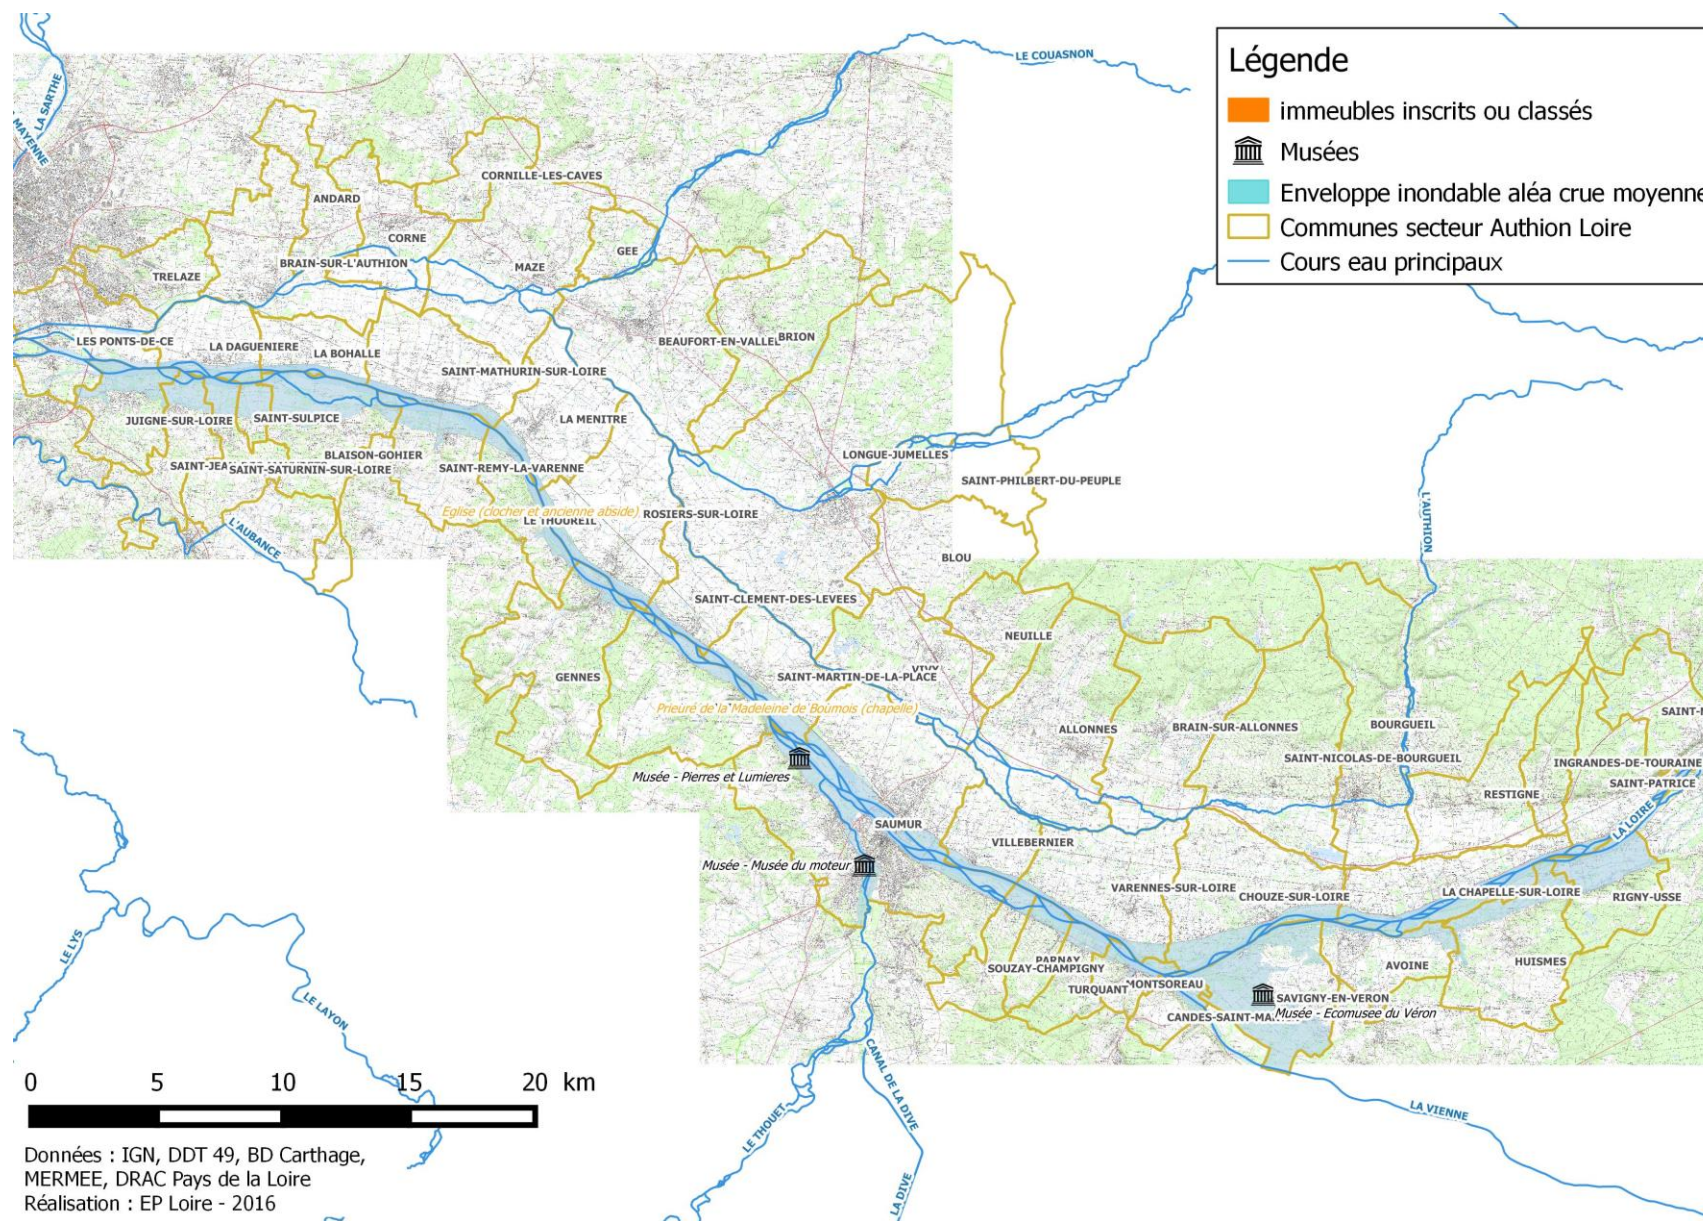 LE COUASNON
LA SARTHE
MAYENNE
Légende
immeubles inscrits ou classés
Musées
Enveloppe inondable aléa crue moyenne
Communes secteur Authion Loire
Cours eau principaux
CORNILLE-LES-CAVES
ANDARD
CORNE
GEE
BRAIN-SUR-L'AUTHION
MAZE
TRELAZE
LES PONTS-DE-CE
LA DAGUENIERE
LA BOHALLE
BEAUFORT-EN-VALLEE
BRION
SAINT-MATHURIN-SUR-LOIRE
JUIGNE-SUR-LOIRE
SAINT-SULPICE
LA MENITRE
BLAISON-GOHIER
LONGUE-JUMELLES
SAINT-JEA
SAINT-SATURNIN-SUR-LOIRE
SAINT-REMY-LA-VARENNE
SAINT-PHILBERT-DU-PEUPLE
Eglise (clocher et ancienne abside)
LE THOUREIL
ROSIERS-SUR-LOIRE
L'AUBANCE
L'AUTHION
BLOU
SAINT-CLEMENT-DES-LEVEES
NEUILLE
GENNES
VIVY
SAINT-MARTIN-DE-LA-PLACE
Prieuré de la Madeleine de Boumois (chapelle)
SAINT-
ALLONNES
BRAIN-SUR-ALLONNES
BOURGUEIL
SAINT-NICOLAS-DE-BOURGUEIL
INGRANDES-DE-TOURAINE
Musée - Pierres et Lumieres
SAINT-PATRICE
RESTIGNE
LA LOIRE
SAUMUR
VILLEBERNIER
Musée - Musée du moteur
VARENNES-SUR-LOIRE
CHOUZE-SUR-LOIRE
LA CHAPELLE-SUR-LOIRE
RIGNY-USSE
LE LYS
PARNAY
SOUZAY-CHAMPIGNY
AVOINE
HUISMES
TURQUANT
MONTSOREAU
SAVIGNY-EN-VERON
LE LAYON
CANDES-SAINT-MA
Musée - Ecomusee du Véron
CANAL DE LA DIVE
LE THOUET
LA VIENNE
LA DIVE
0 5 10 15 20 km
Données : IGN, DDT 49, BD Carthage,
MERMEE, DRAC Pays de la Loire
Réalisation : EP Loire - 2016